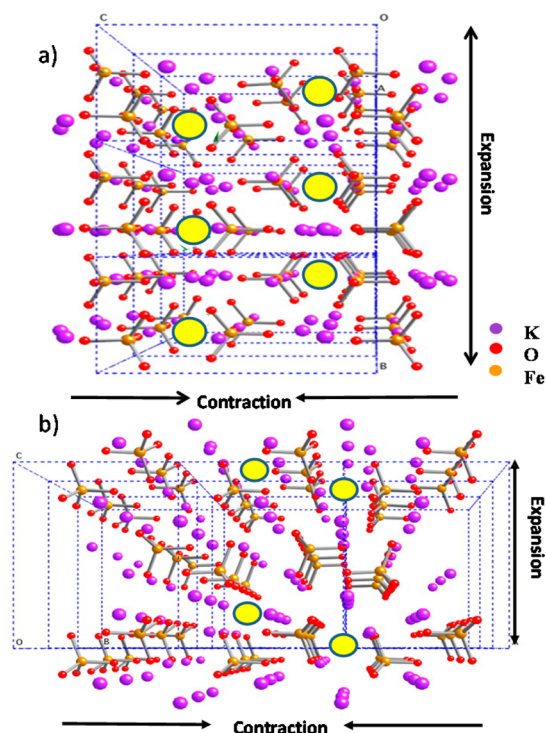 a)
C
O
A
Expansion
K
O
Fe
B
Contraction
b)
C
Expansion
O
B
A
Contraction